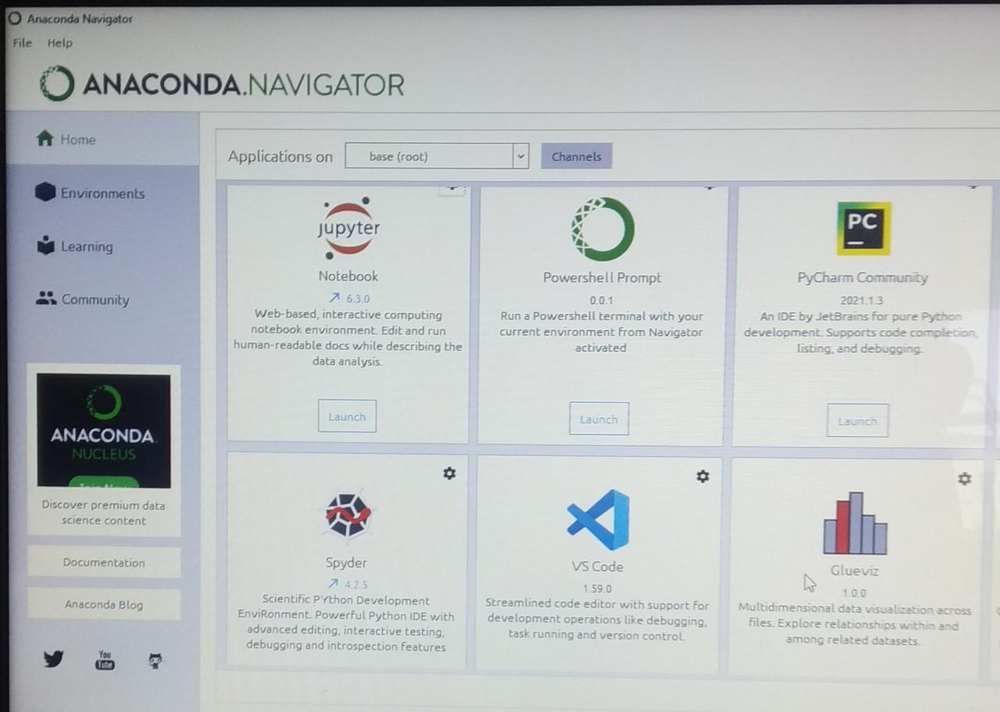 Anaconda Navigator
File Help
ANACONDA.NAVIGATOR
Home
Environments
Learning
Community
ANACONDA.
NUCLEUS
Join Now
Discover premium data
science content
Documentation
Anaconda Blog
You
Tube
Applications on base (root) Channels
jupyter
Notebook
6.3.0
Web-based, interactive computing
notebook environment. Edit and run
human-readable docs while describing the
data analysis.
Launch
Powershell Prompt
0.0.1
Run a Powershell terminal with your
current environment from Navigator
activated
Launch
PC
PyCharm Community
2021.1.3
An IDE by JetBrains for pure Python
development. Supports code completion,
listing, and debugging.
Launch
Spyder
4.2.5
Scientific PYthon Development
EnviRonment. Powerful Python IDE with
advanced editing, interactive testing,
debugging and introspection features
VS Code
1.59.0
Streamlined code editor with support for
development operations like debugging,
task running and version control.
Glueviz
1.0.0
Multidimensional data visualization across
files. Explore relationships within and
among related datasets.